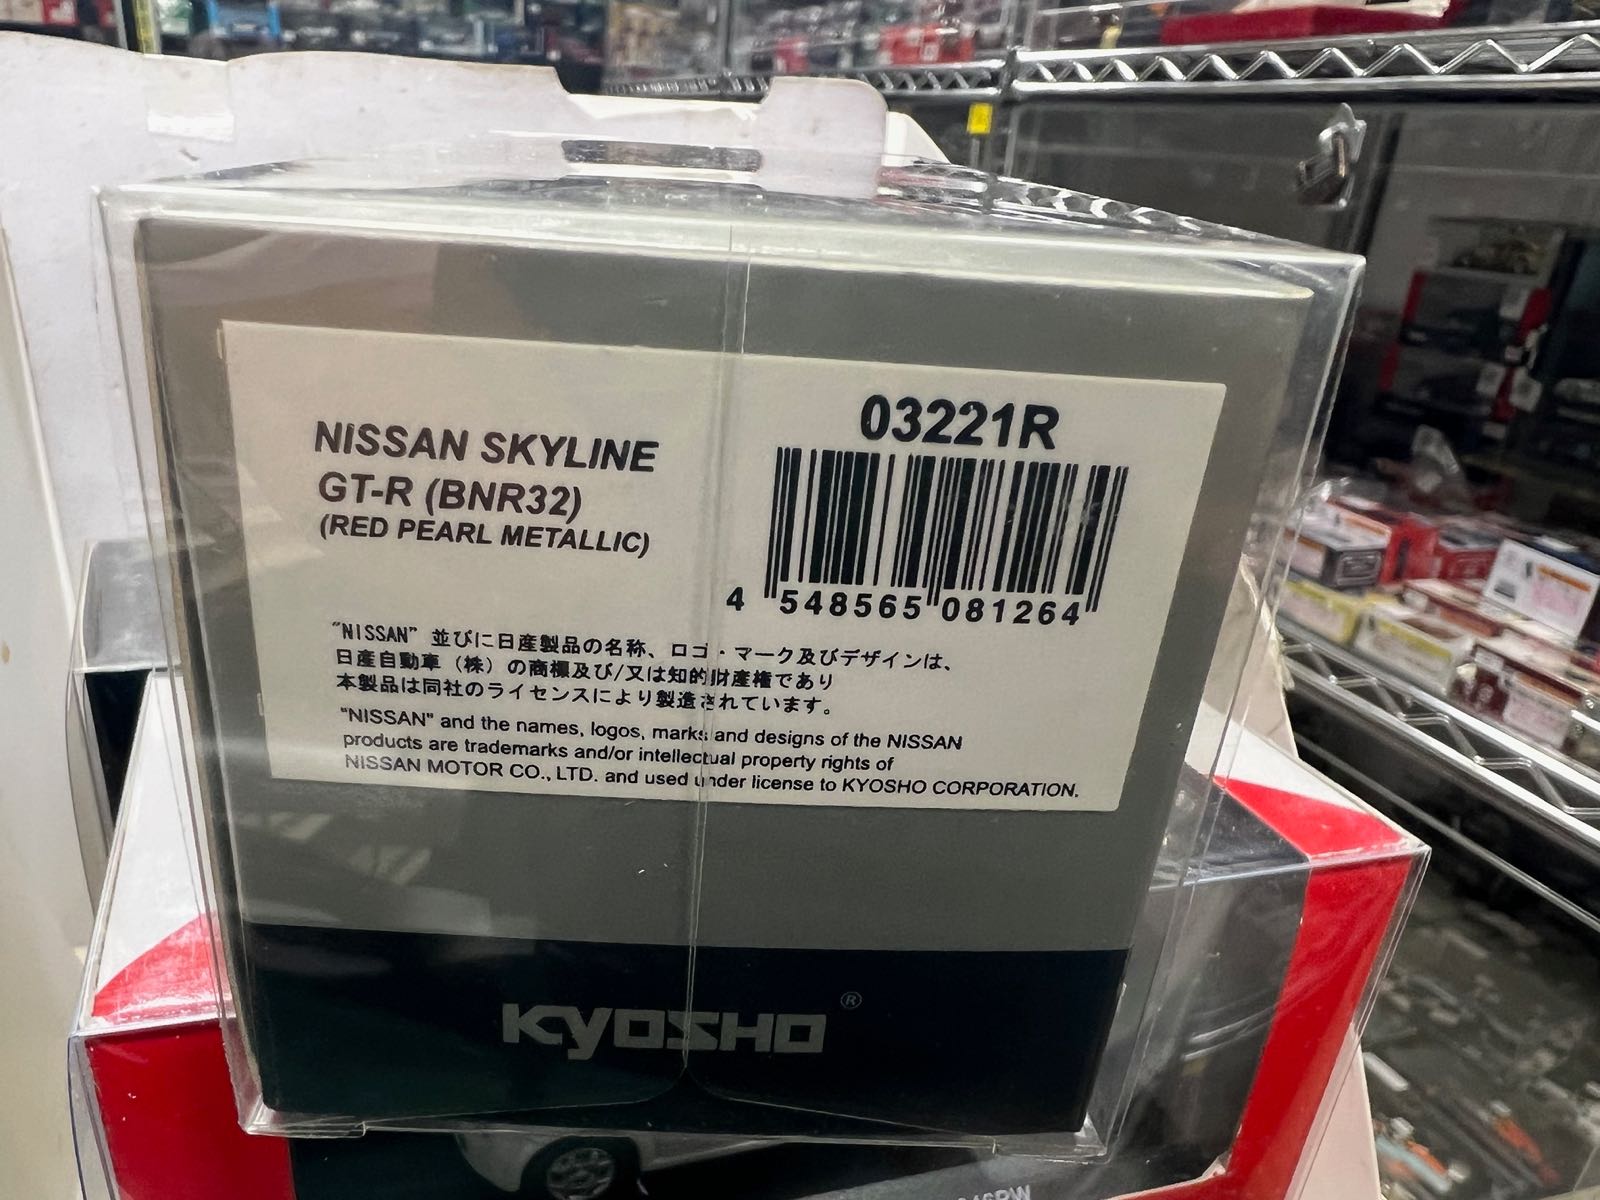 NISSAN SKYLINE
GT-R (BNR32)
(RED PEARL METALLIC)
03221R
4 548565 081264
"NISSAN" 並びに日産製品の名称、ロゴ・マーク及びデザインは、
日産自動車（株）の商標及び/又は知的財産権であり
本製品は同社のライセンスにより製造されています。
"NISSAN" and the names, logos, marks and designs of the NISSAN
products are trademarks and/or intellectual property rights of
NISSAN MOTOR CO., LTD. and used under license to KYOSHO CORPORATION.
KYOSHO ®